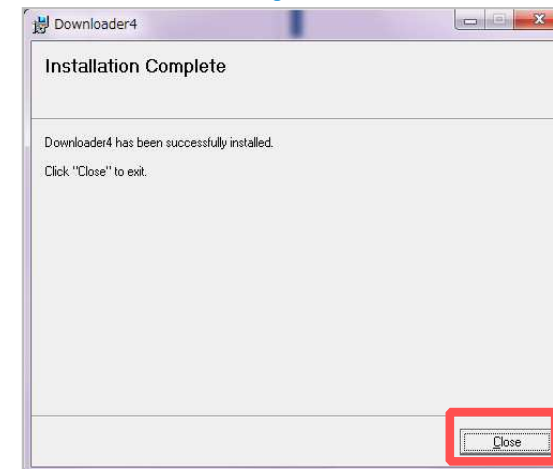 Downloader4
Installation Complete
Downloader4 has been successfully installed.
Click "Close" to exit.
Close